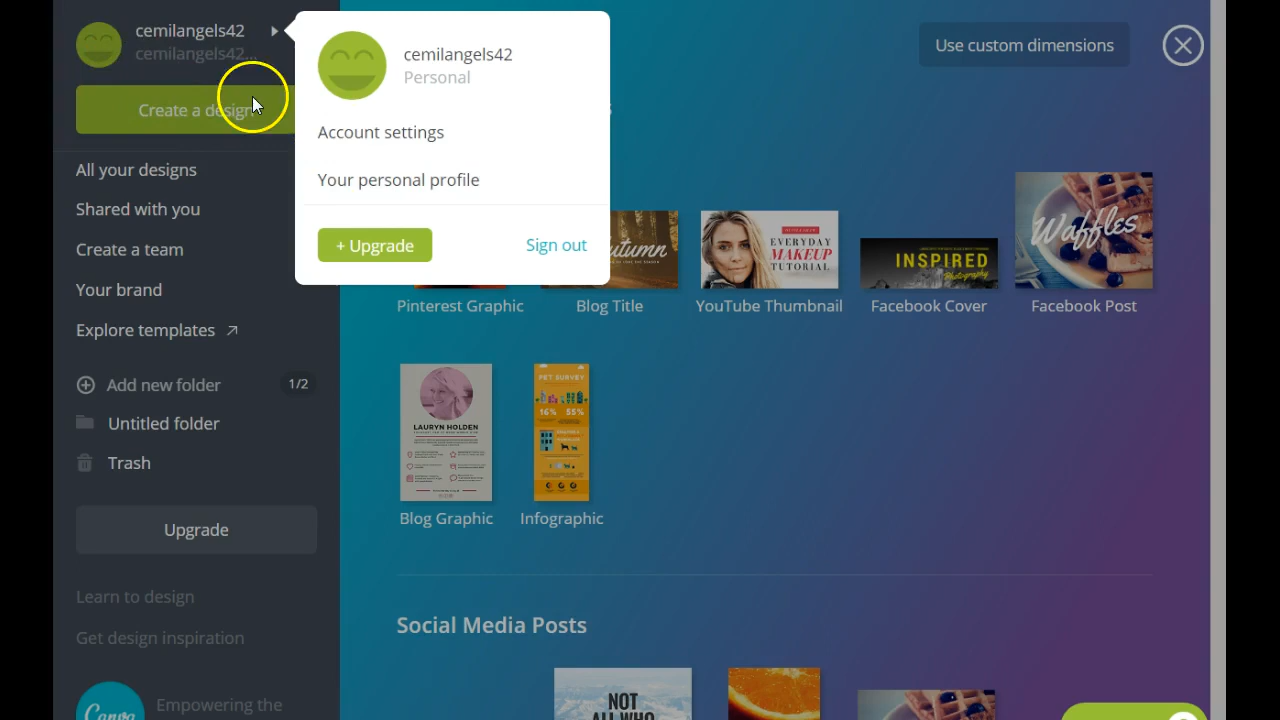 cemilangels42
cemilangels42...
Create a design
All your designs
Shared with you
Create a team
Your brand
Explore templates
Add new folder 1/2
Untitled folder
Trash
Upgrade
Learn to design
Get design inspiration
Canva
Empowering the
cemilangels42
Personal
Account settings
Your personal profile
+ Upgrade
Sign out
Use custom dimensions
Autumn
EVERYDAY
MAKEUP
TUTORIAL
INSPIRED
Photography
Waffles
Pinterest Graphic
Blog Title
YouTube Thumbnail
Facebook Cover
Facebook Post
LAURYN HOLDEN
PET SURVEY
16% 55%
Blog Graphic
Infographic
Social Media Posts
NOT
ALL WHO